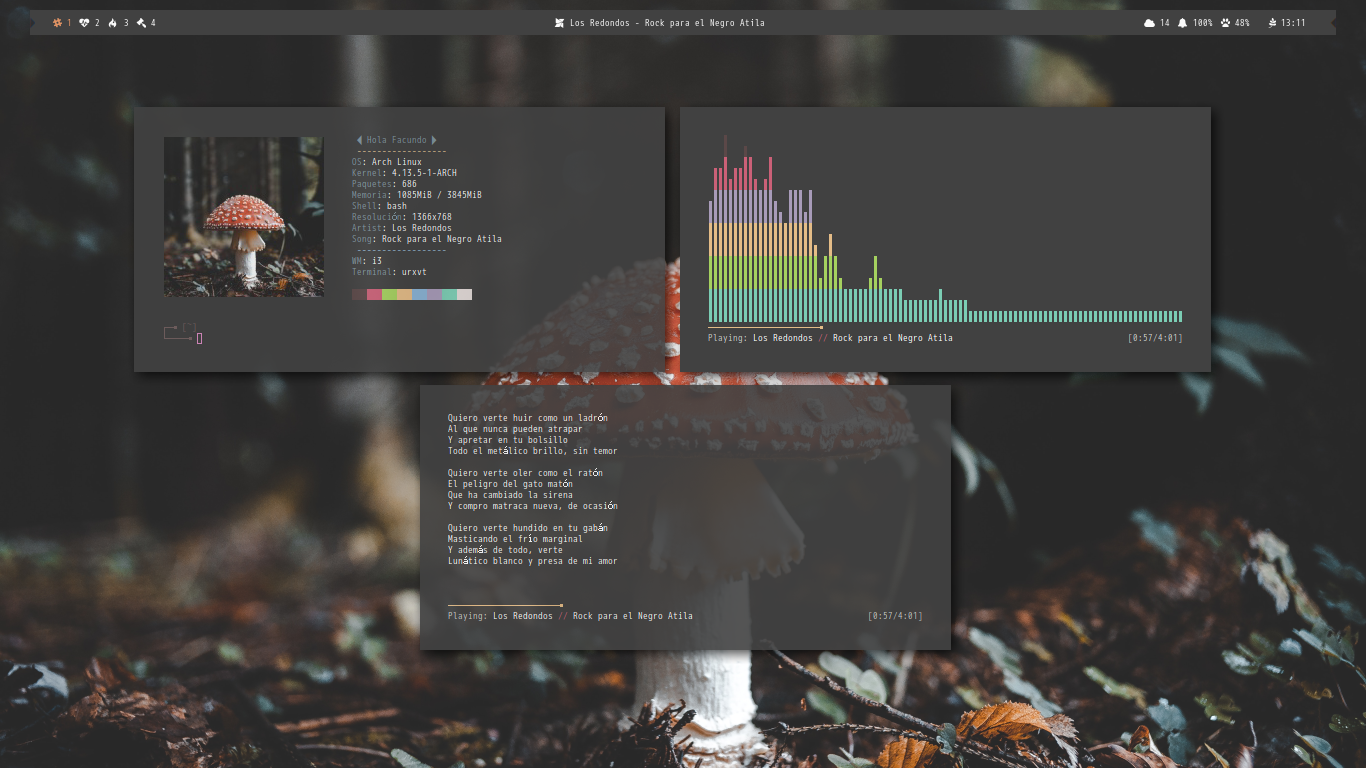 1 2 3 4
Los Redondos - Rock para el Negro Atila
14 100% 48% 13:11
Hola Facundo
------------------
OS: Arch Linux
Kernel: 4.13.5-1-ARCH
Paquetes: 686
Memoria: 1085MiB / 3845MiB
Shell: bash
Resolución: 1366x768
Artist: Los Redondos
Song: Rock para el Negro Atila
------------------
WM: i3
Terminal: urxvt
[~]
Playing: Los Redondos // Rock para el Negro Atila [0:57/4:01]
Quiero verte huir como un ladrón
Al que nunca pueden atrapar
Y apretar en tu bolsillo
Todo el metálico brillo, sin temor
Quiero verte oler como el ratón
El peligro del gato matón
Que ha cambiado la sirena
Y compro matraca nueva, de ocasión
Quiero verte hundido en tu gabán
Masticando el frío marginal
Y además de todo, verte
Lunático blanco y presa de mi amor
Playing: Los Redondos // Rock para el Negro Atila [0:57/4:01]